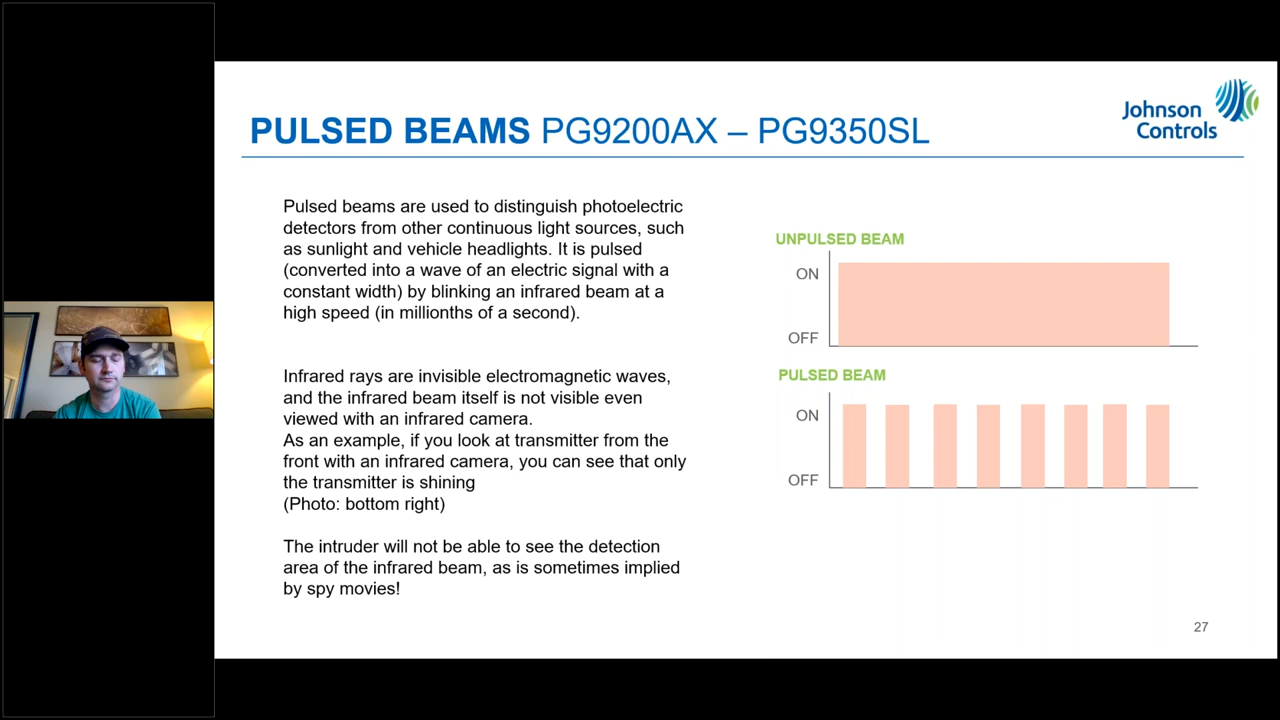 PULSED BEAMS PG9200AX – PG9350SL
Johnson
Controls
Pulsed beams are used to distinguish photoelectric
detectors from other continuous light sources, such
as sunlight and vehicle headlights. It is pulsed
(converted into a wave of an electric signal with a
constant width) by blinking an infrared beam at a
high speed (in millionths of a second).
Infrared rays are invisible electromagnetic waves,
and the infrared beam itself is not visible even
viewed with an infrared camera.
As an example, if you look at transmitter from the
front with an infrared camera, you can see that only
the transmitter is shining
(Photo: bottom right)
The intruder will not be able to see the detection
area of the infrared beam, as is sometimes implied
by spy movies!
UNPULSED BEAM
ON
OFF
PULSED BEAM
ON
OFF
27